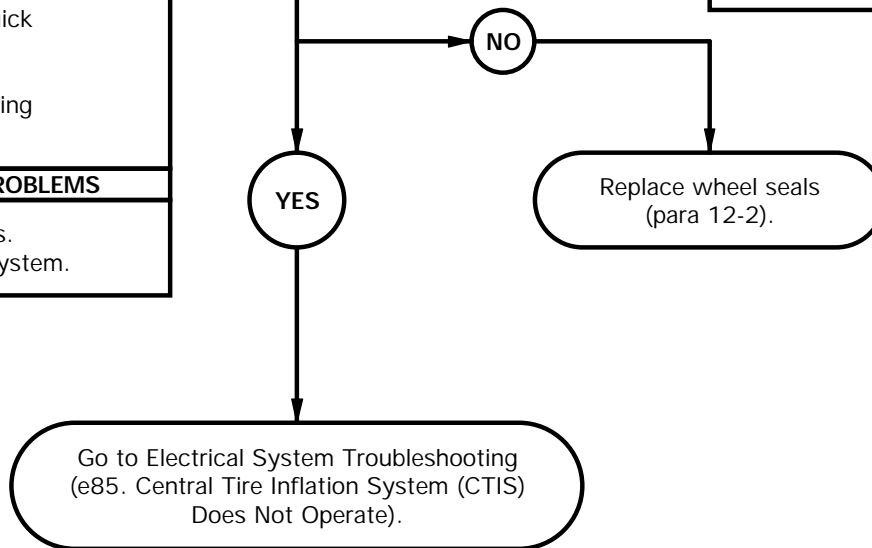 ick
NO
ing
ROBLEMS
YES
Replace wheel seals
(para 12-2).
s.
ystem.
Go to Electrical System Troubleshooting
(e85. Central Tire Inflation System (CTIS)
Does Not Operate).